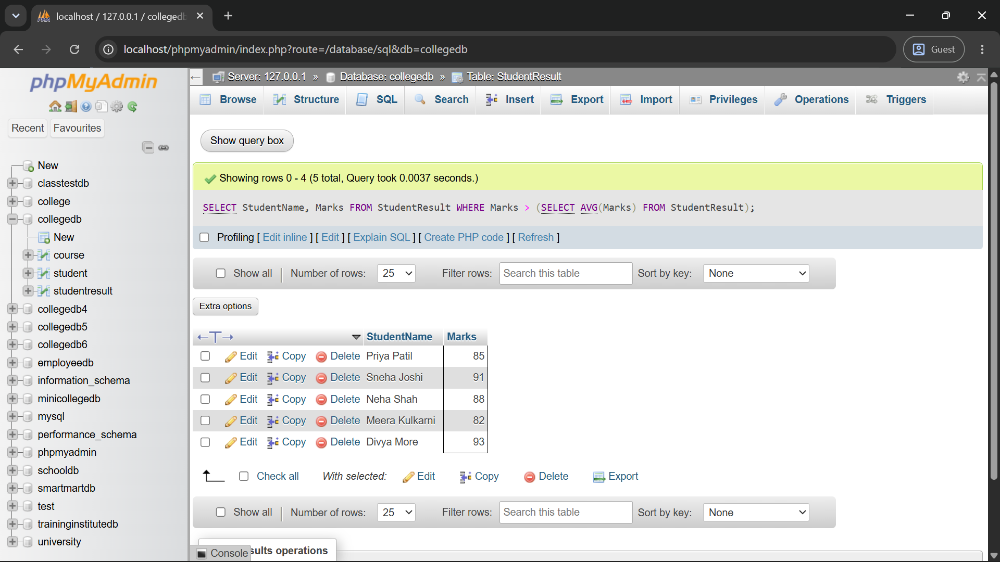 localhost / 127.0.0.1 / collegedb
localhost/phpmyadmin/index.php?route=/database/sql&db=collegedb
Guest
phpMyAdmin
Recent Favourites
New
classtestdb
college
collegedb
New
course
student
studentresult
collegedb4
collegedb5
collegedb6
employeedb
information_schema
minicollegedb
mysql
performance_schema
phpmyadmin
schooldb
smartmartdb
test
traininginstitutedb
university
Server: 127.0.0.1 » Database: collegedb » Table: StudentResult
Browse Structure SQL Search Insert Export Import Privileges Operations Triggers
Show query box
Showing rows 0 - 4 (5 total, Query took 0.0037 seconds.)
SELECT StudentName, Marks FROM StudentResult WHERE Marks > (SELECT AVG(Marks) FROM StudentResult);
Profiling [ Edit inline ] [ Edit ] [ Explain SQL ] [ Create PHP code ] [ Refresh ]
Show all Number of rows: 25 Filter rows: Search this table Sort by key: None
Extra options
StudentName Marks
Edit Copy Delete Priya Patil 85
Edit Copy Delete Sneha Joshi 91
Edit Copy Delete Neha Shah 88
Edit Copy Delete Meera Kulkarni 82
Edit Copy Delete Divya More 93
Check all With selected: Edit Copy Delete Export
Show all Number of rows: 25 Filter rows: Search this table Sort by key: None
Console sults operations